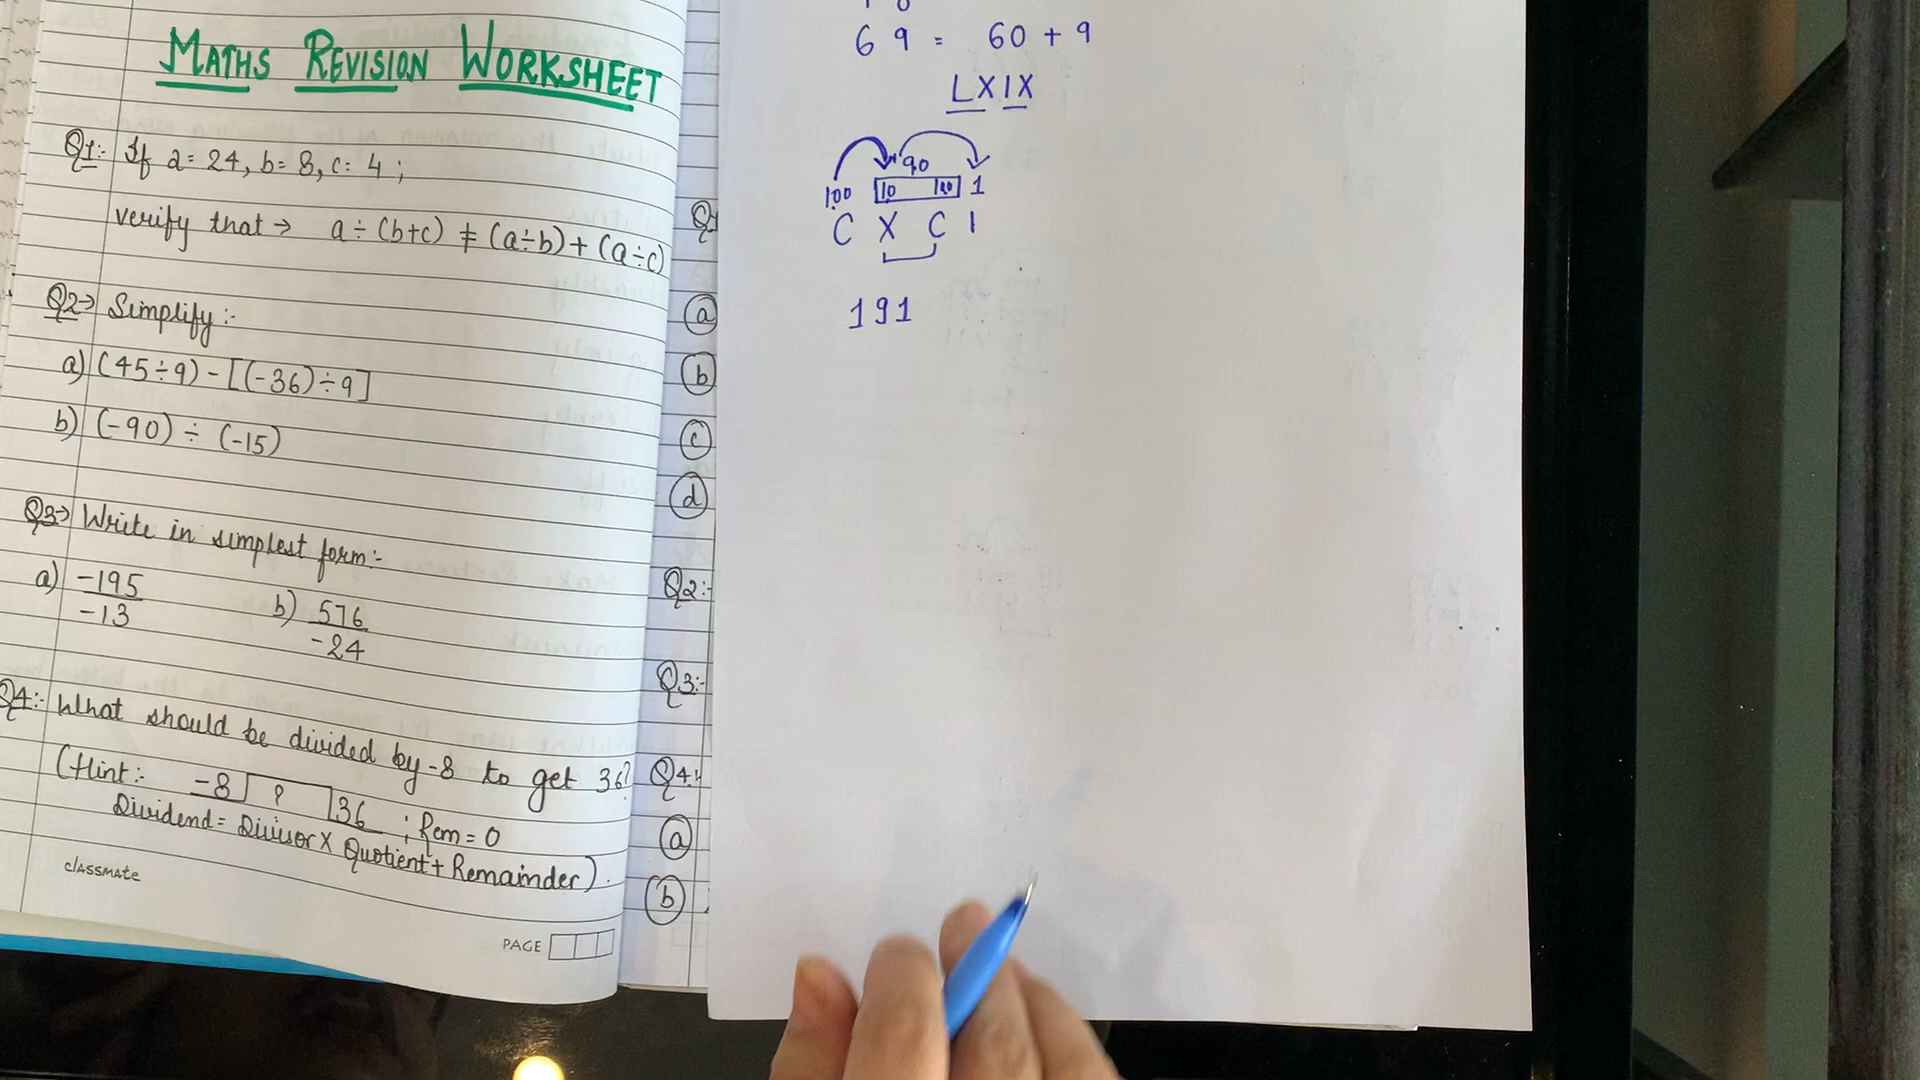 MATHS REVISION WORKSHEET
Q1:- If a = 24, b = 8, c = 4 ;
verify that → a ÷ (b+c) ≠ (a÷b) + (a÷c)
Q2→ Simplify :-
a) (45÷9) - [(-36)÷9]
b) (-90) ÷ (-15)
Q3→ Write in simplest form:-
a) -195/-13 b) 576/-24
Q4:- What should be divided by -8 to get 36?
(Hint:- -8 ? 36 ; Rem = 0
Dividend = Divisor X Quotient + Remainder).
classmate
PAGE
a
b
c
d
Q2:-
Q3:-
Q4:-
a
b
69 = 60 + 9
LXIX
90
100 10 100 1
C X C I
191